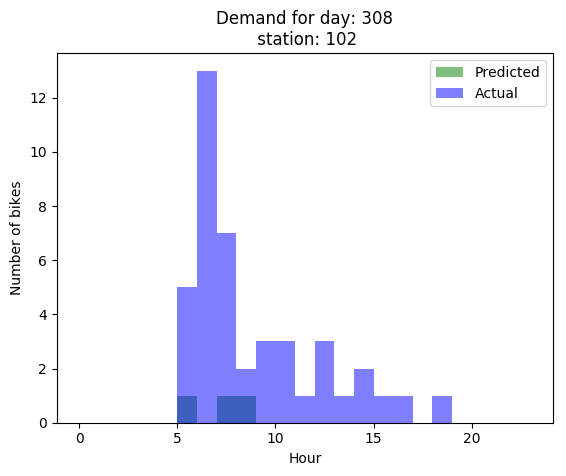 Demand for day: 308
station: 102
Predicted
Actual
Number of bikes
12
10
8
6
4
2
0
0 5 10 15 20
Hour